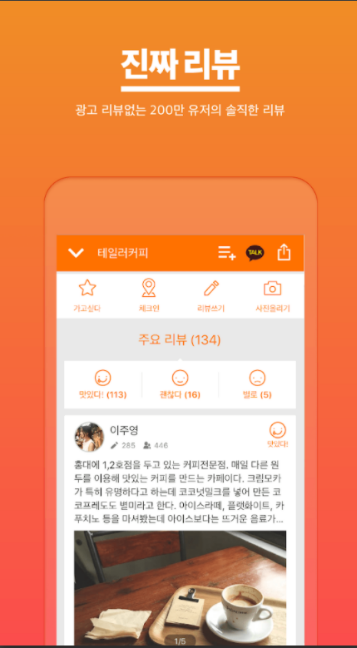 진짜 리뷰
광고 리뷰없는 200만 유저의 솔직한 리뷰
테일러커피
TALK
가고싶다 체크인 리뷰쓰기 사진올리기
주요 리뷰 (134)
맛있다! (113) 괜찮다 (16) 별로 (5)
이주영
285 446
맛있다!
홍대에 1,2호점을 두고 있는 커피전문점. 매일 다른 원
두를 이용해 맛있는 커피를 만드는 카페이다. 크림모카
가 특히 유명하다고 하는데 코코넛밀크를 넣어 만든 코
코프레도도 별미라고 한다. 아이스라떼, 플랫화이트, 카
푸치노 등을 마셔봤는데 아이스보다는 뜨거운 음료가...
1/5